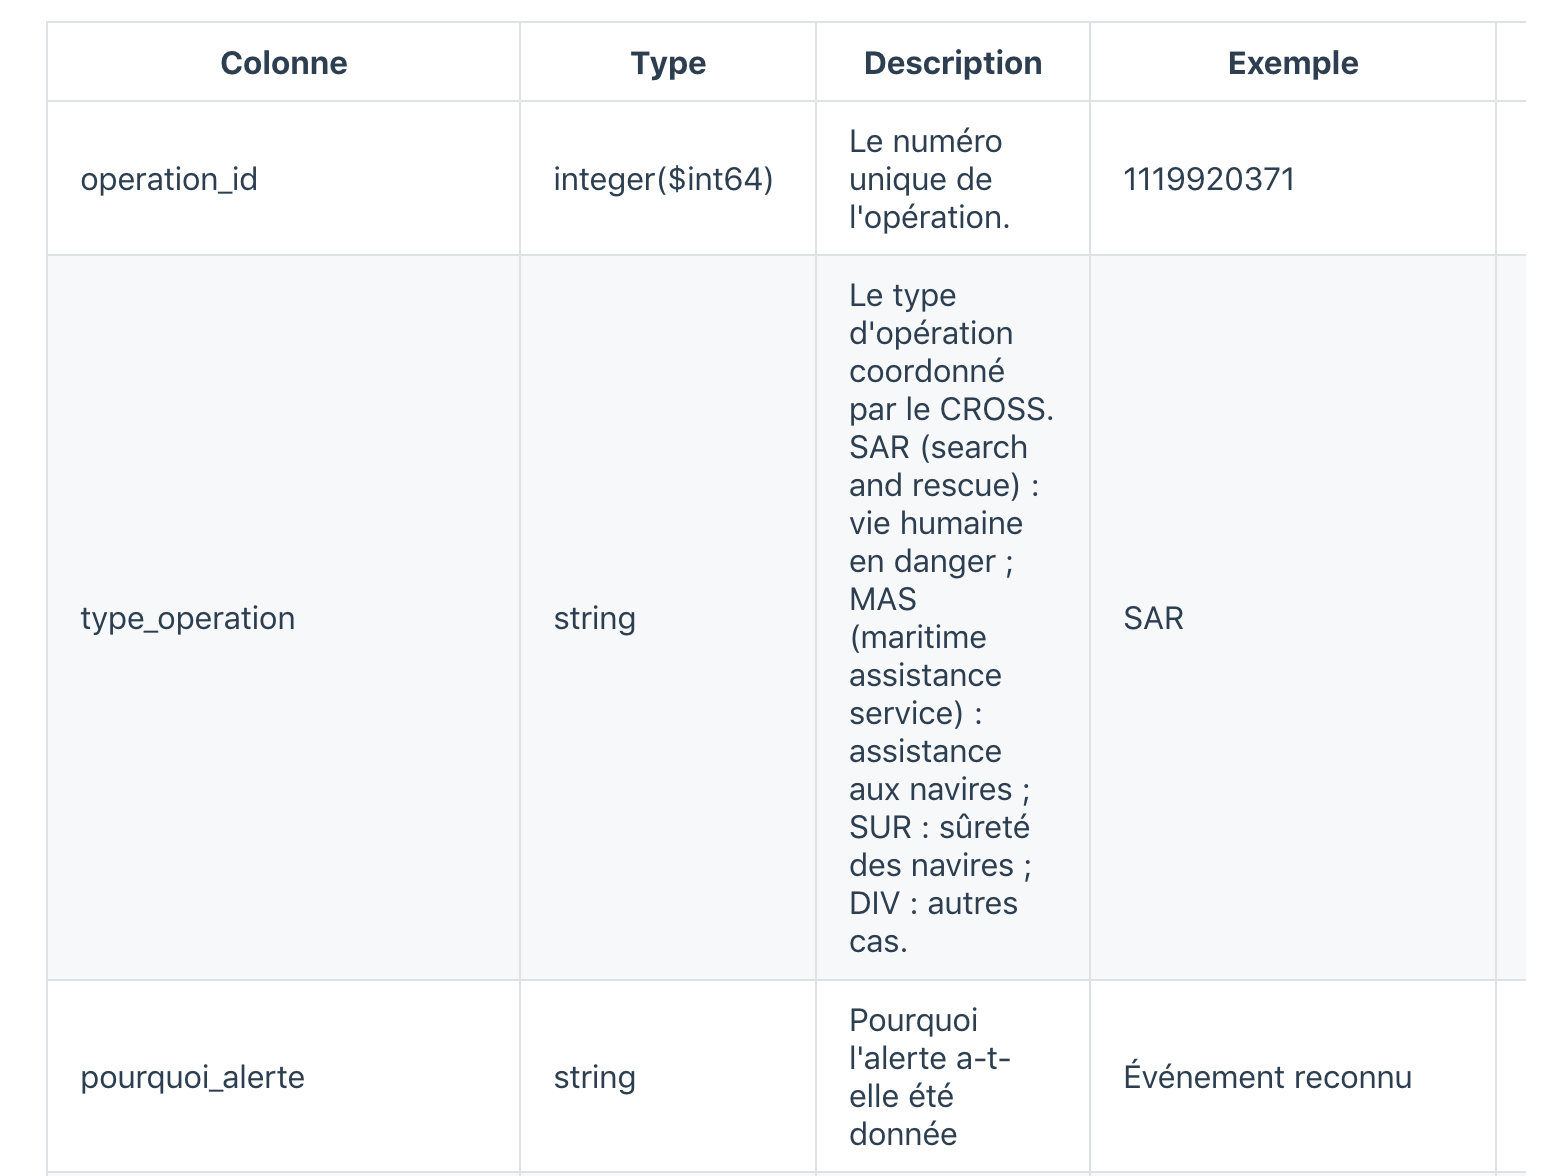 Colonne Type Description Exemple
operation_id integer($int64) Le numéro
unique de
l'opération. 1119920371
type_operation string Le type
d'opération
coordonné
par le CROSS.
SAR (search
and rescue) :
vie humaine
en danger ;
MAS
(maritime
assistance
service) :
assistance
aux navires ;
SUR : sûreté
des navires ;
DIV : autres
cas. SAR
pourquoi_alerte string Pourquoi
l'alerte a-t-
elle été
donnée Événement reconnu